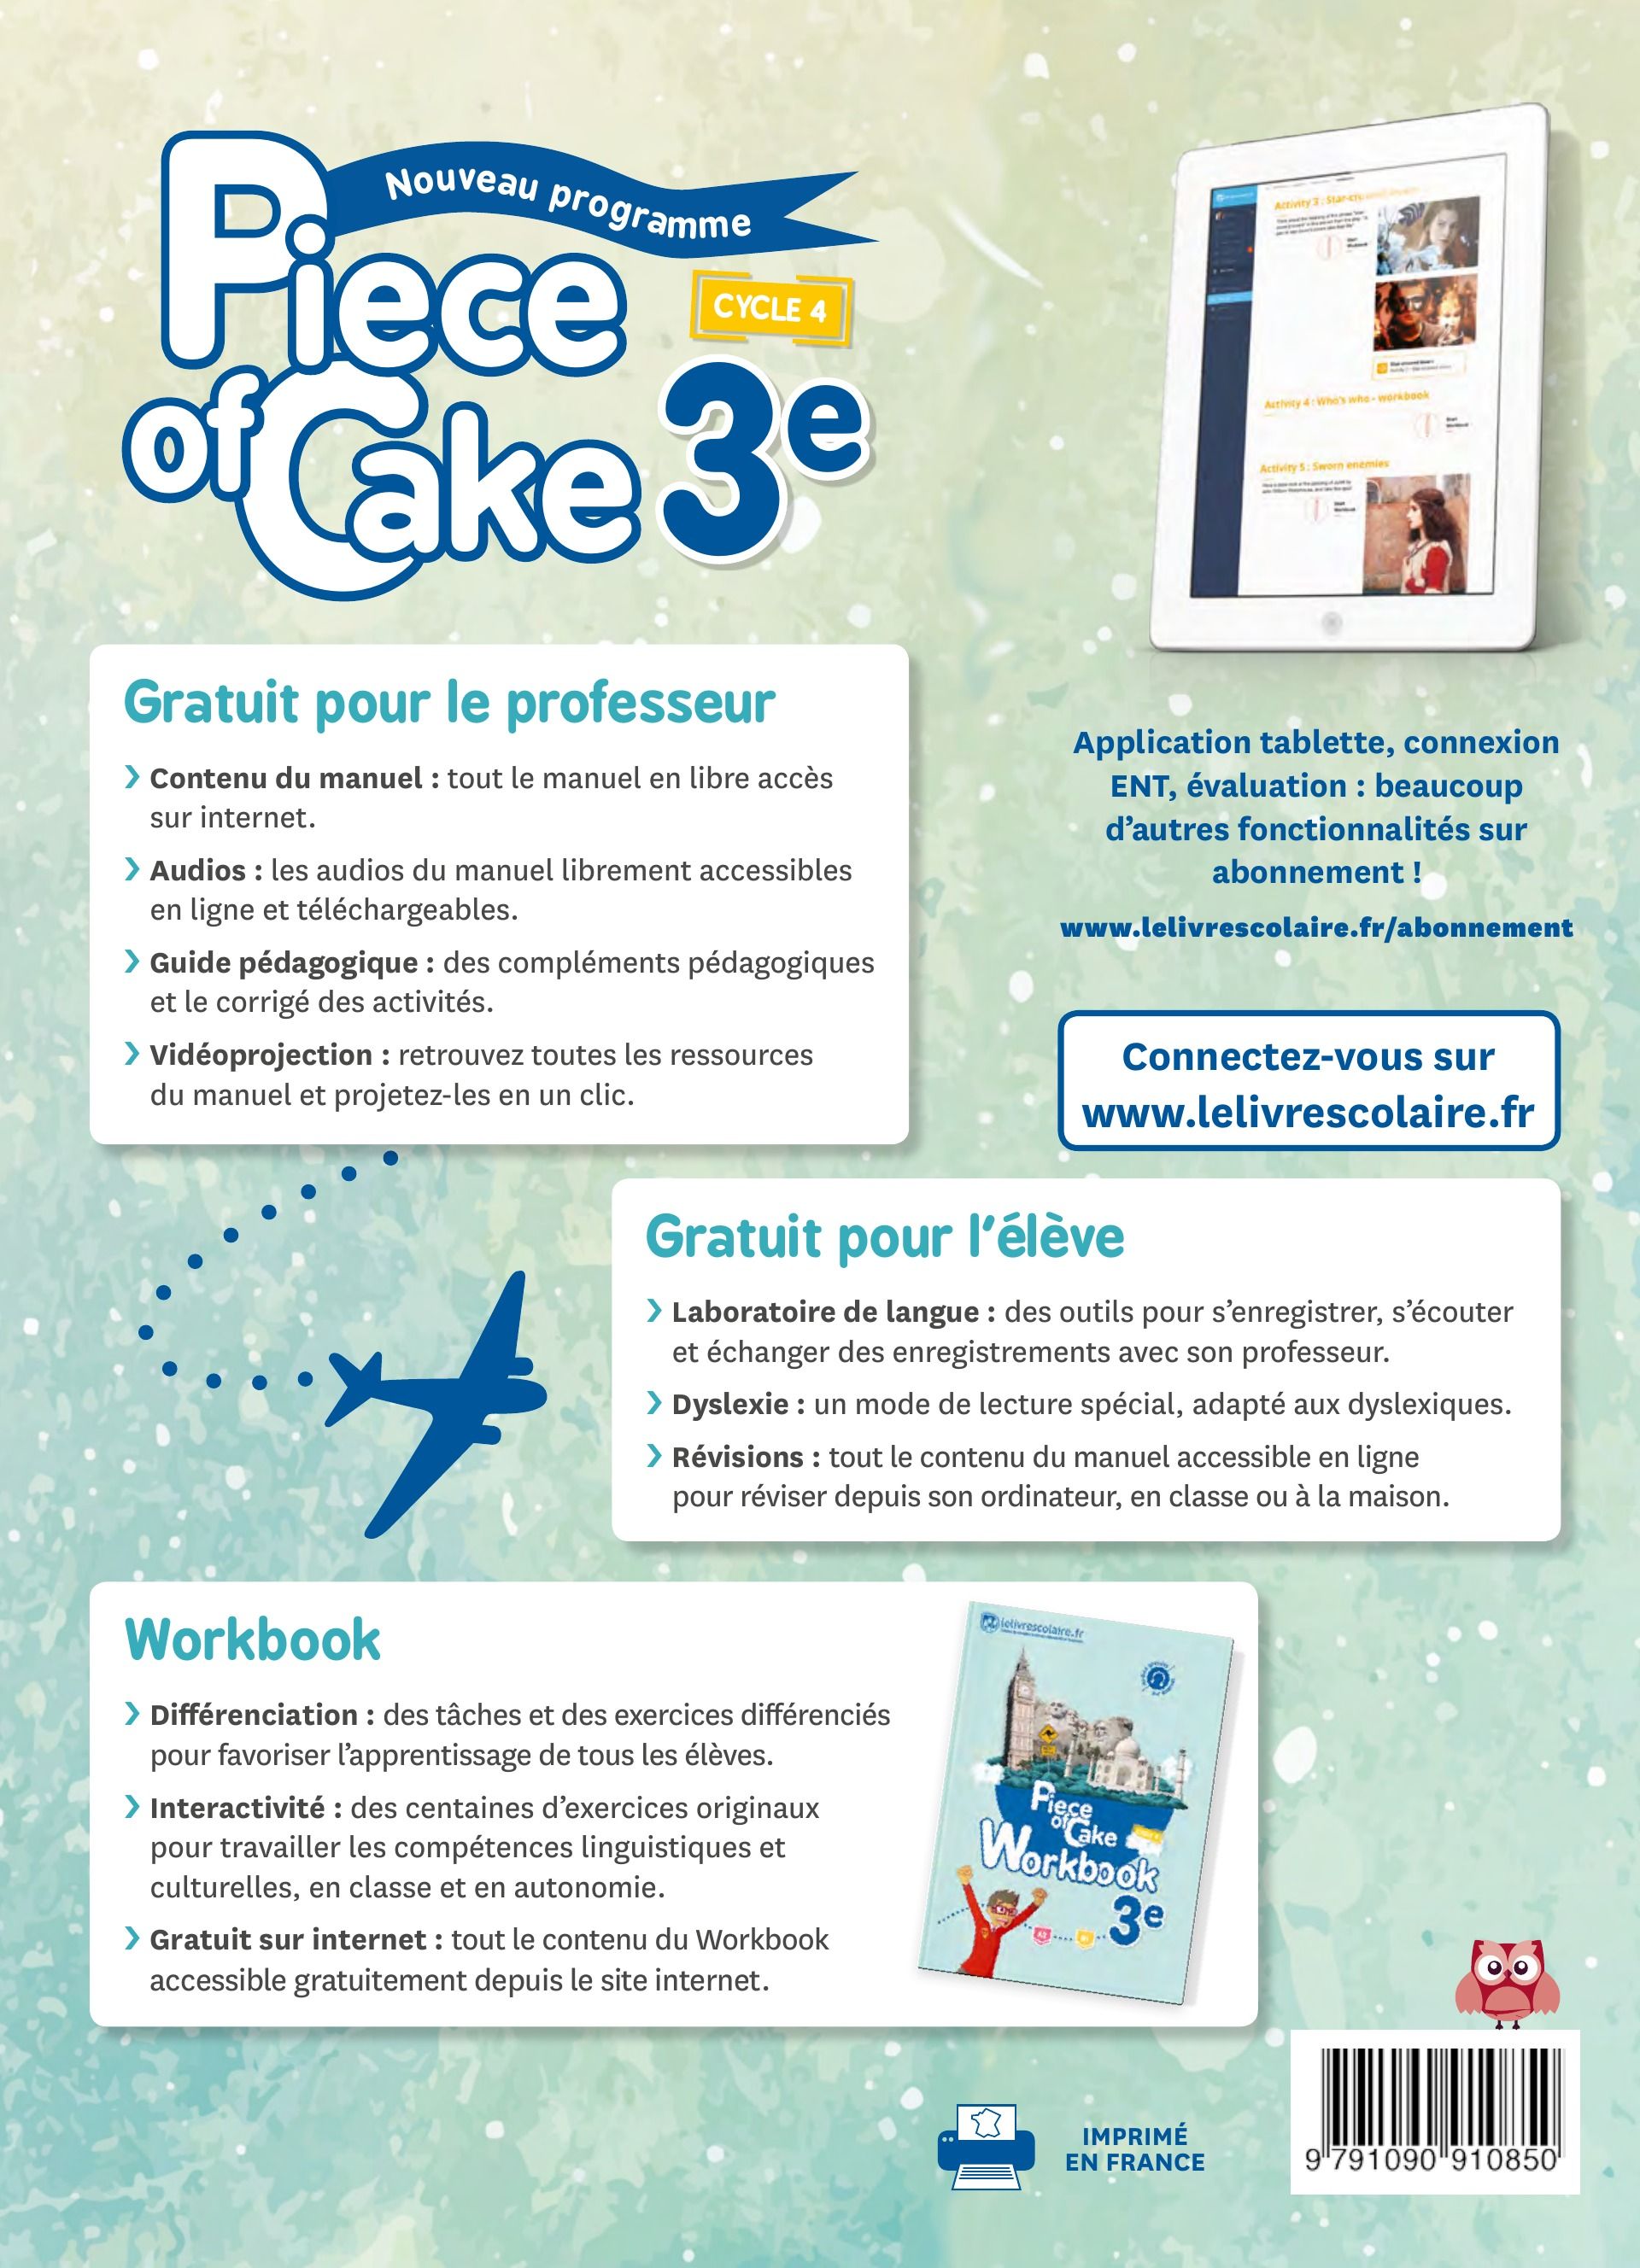 Nouveau programme
Piece
of Cake 3e
CYCLE 4
Activity 4 : Who's who - workbook
Activity 5 : Sworn enemies
Gratuit pour le professeur
Contenu du manuel : tout le manuel en libre accès
sur internet.
Audios : les audios du manuel librement accessibles
en ligne et téléchargeables.
Guide pédagogique : des compléments pédagogiques
et le corrigé des activités.
Vidéoprojection : retrouvez toutes les ressources
du manuel et projetez-les en un clic.
Application tablette, connexion
ENT, évaluation : beaucoup
d'autres fonctionnalités sur
abonnement !
www.lelivrescolaire.fr/abonnement
Connectez-vous sur
www.lelivrescolaire.fr
Gratuit pour l'élève
Laboratoire de langue : des outils pour s'enregistrer, s'écouter
et échanger des enregistrements avec son professeur.
Dyslexie : un mode de lecture spécial, adapté aux dyslexiques.
Révisions : tout le contenu du manuel accessible en ligne
pour réviser depuis son ordinateur, en classe ou à la maison.
Workbook
Différenciation : des tâches et des exercices différenciés
pour favoriser l'apprentissage de tous les élèves.
Interactivité : des centaines d'exercices originaux
pour travailler les compétences linguistiques et
culturelles, en classe et en autonomie.
Gratuit sur internet : tout le contenu du Workbook
accessible gratuitement depuis le site internet.
lelivrescolaire.fr
Piece
of Cake
Workbook
3e
IMPRIMÉ
EN FRANCE
9 791090 910850